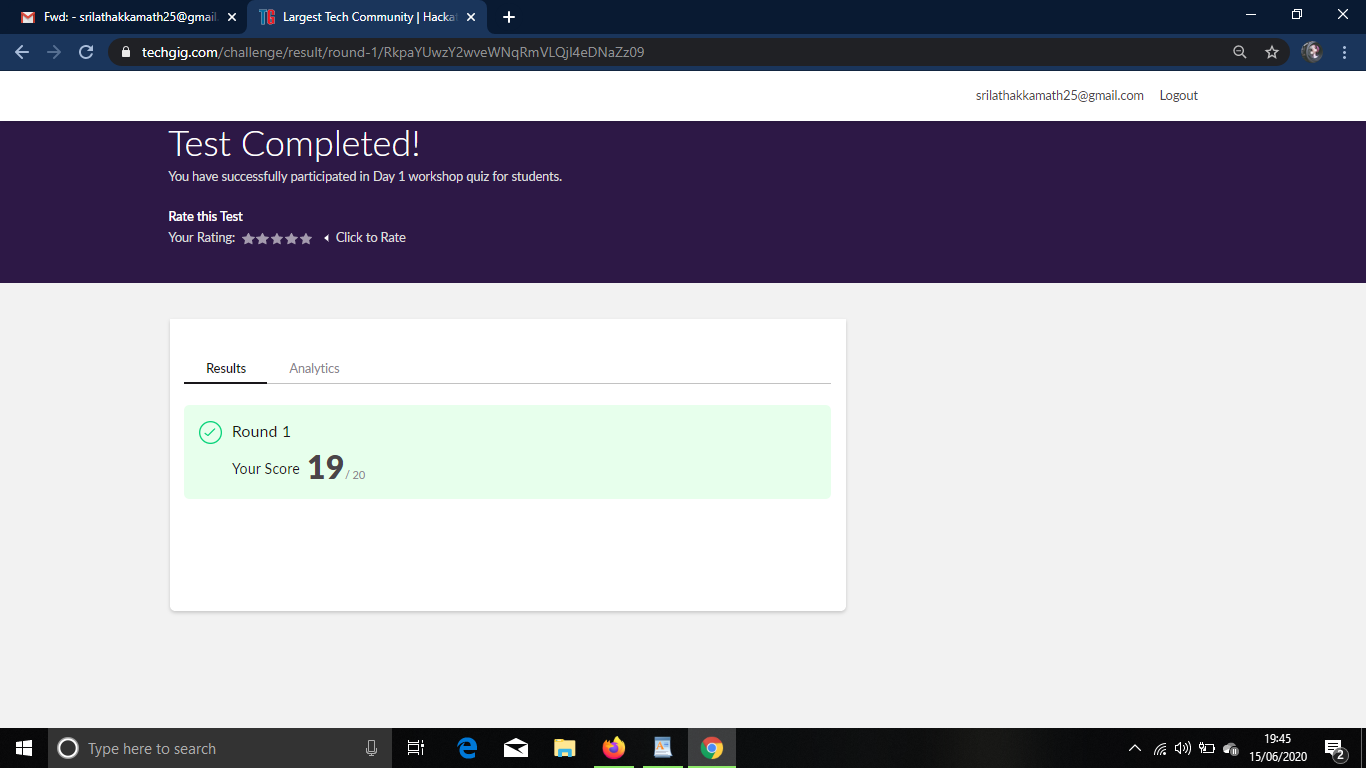 Fwd: - srilathakkamath25@gmail.
Largest Tech Community | Hackat
techgig.com/challenge/result/round-1/RkpaYUwzY2wveWNqRmVLQjJ4eDNaZz09
srilathakkamath25@gmail.com Logout
Test Completed!
You have successfully participated in Day 1 workshop quiz for students.
Rate this Test
Your Rating: Click to Rate
Results Analytics
Round 1
Your Score 19 / 20
Type here to search
19:45
15/06/2020
2